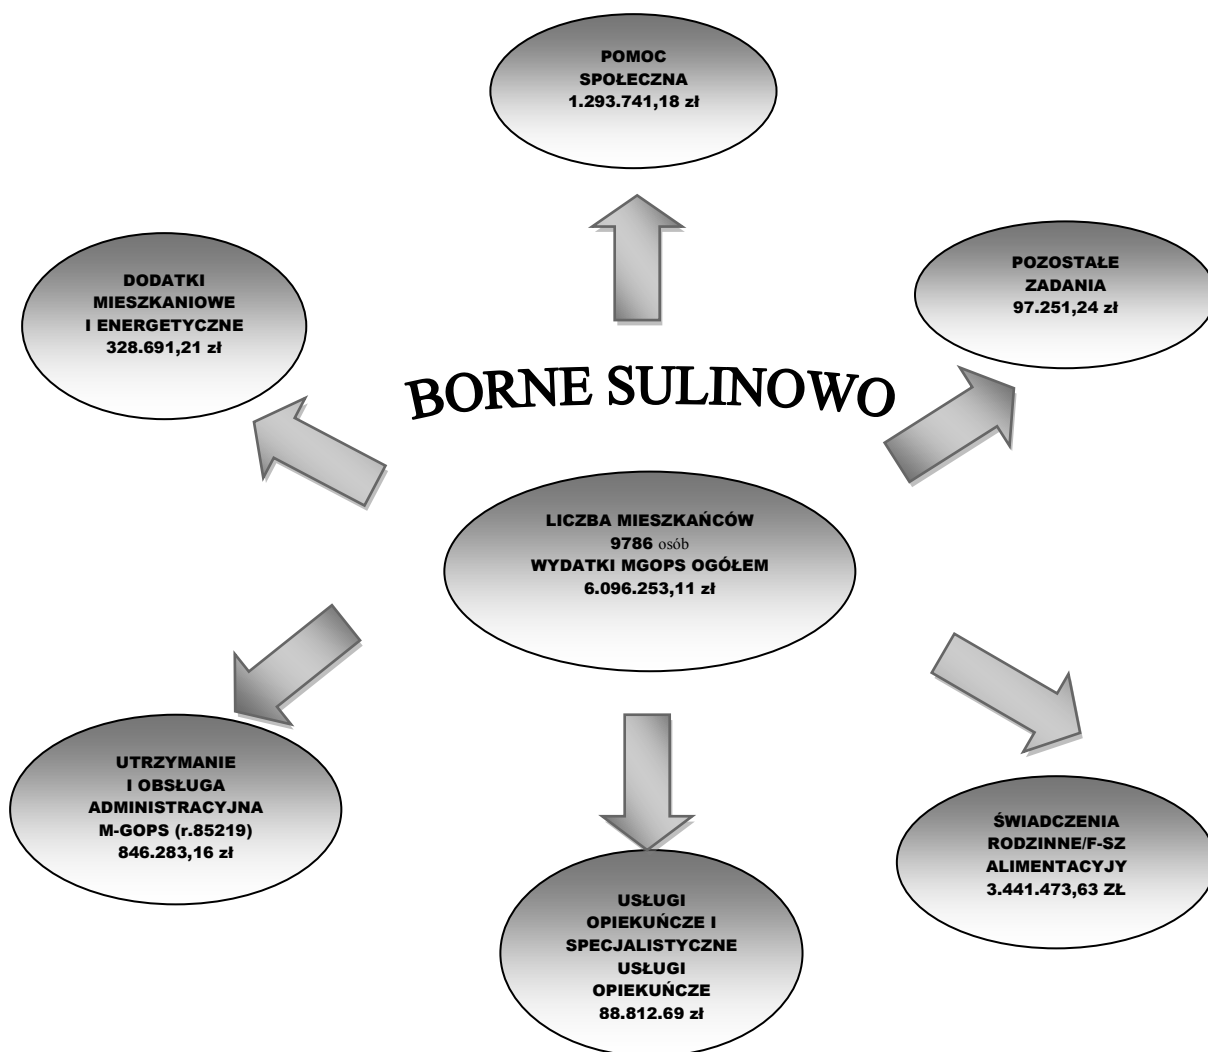 POMOC
SPOŁECZNA
1.293.741,18 zł
DODATKI
MIESZKANIOWE
I ENERGETYCZNE
328.691,21 zł
POZOSTAŁE
ZADANIA
97.251,24 zł
BORNE SULINOWO
LICZBA MIESZKAŃCÓW
9786 osób
WYDATKI MGOPS OGÓŁEM
6.096.253,11 zł
UTRZYMANIE
I OBSŁUGA
ADMINISTRACYJNA
M-GOPS (r.85219)
846.283,16 zł
USŁUGI
OPIEKUŃCZE I
SPECJALISTYCZNE
USŁUGI
OPIEKUŃCZE
88.812.69 zł
ŚWIADCZENIA
RODZINNE/F-SZ
ALIMENTACYJY
3.441.473,63 ZŁ